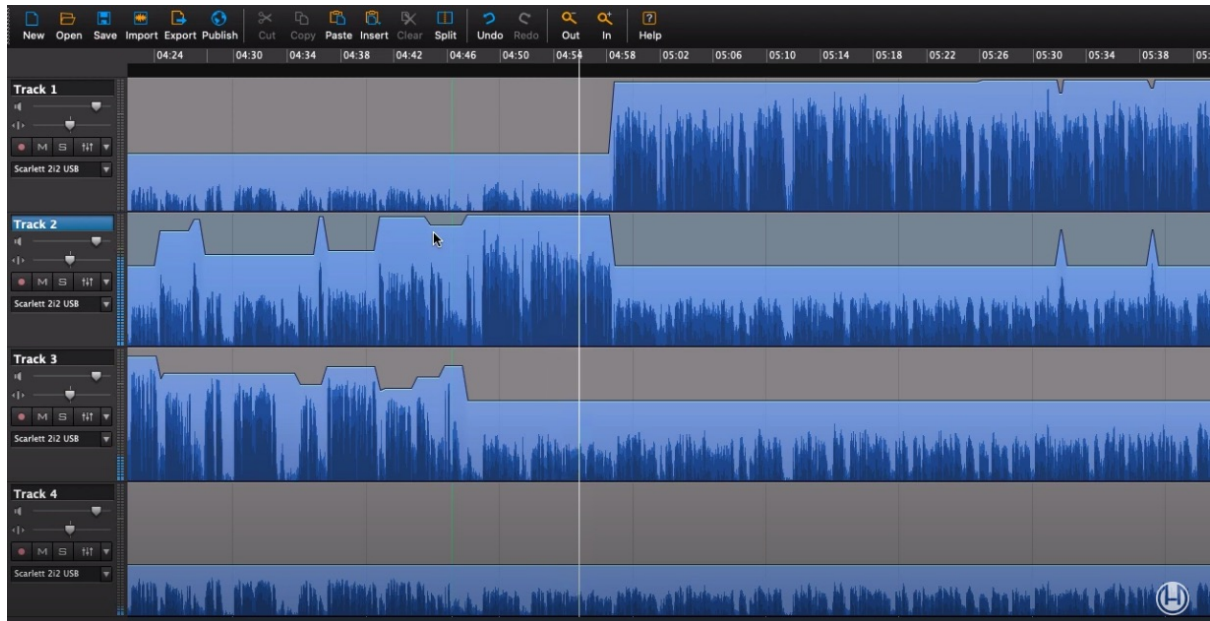 New Open Save Import Export Publish Cut Copy Paste Insert Clear Split Undo Redo Out In Help
04:24 04:30 04:34 04:38 04:42 04:46 04:50 04:54 04:58 05:02 05:06 05:10 05:14 05:18 05:22 05:26 05:30 05:34 05:38 05:
Track 1
M S
Scarlett 2i2 USB
Track 2
M S
Scarlett 2i2 USB
Track 3
M S
Scarlett 2i2 USB
Track 4
M S
Scarlett 2i2 USB